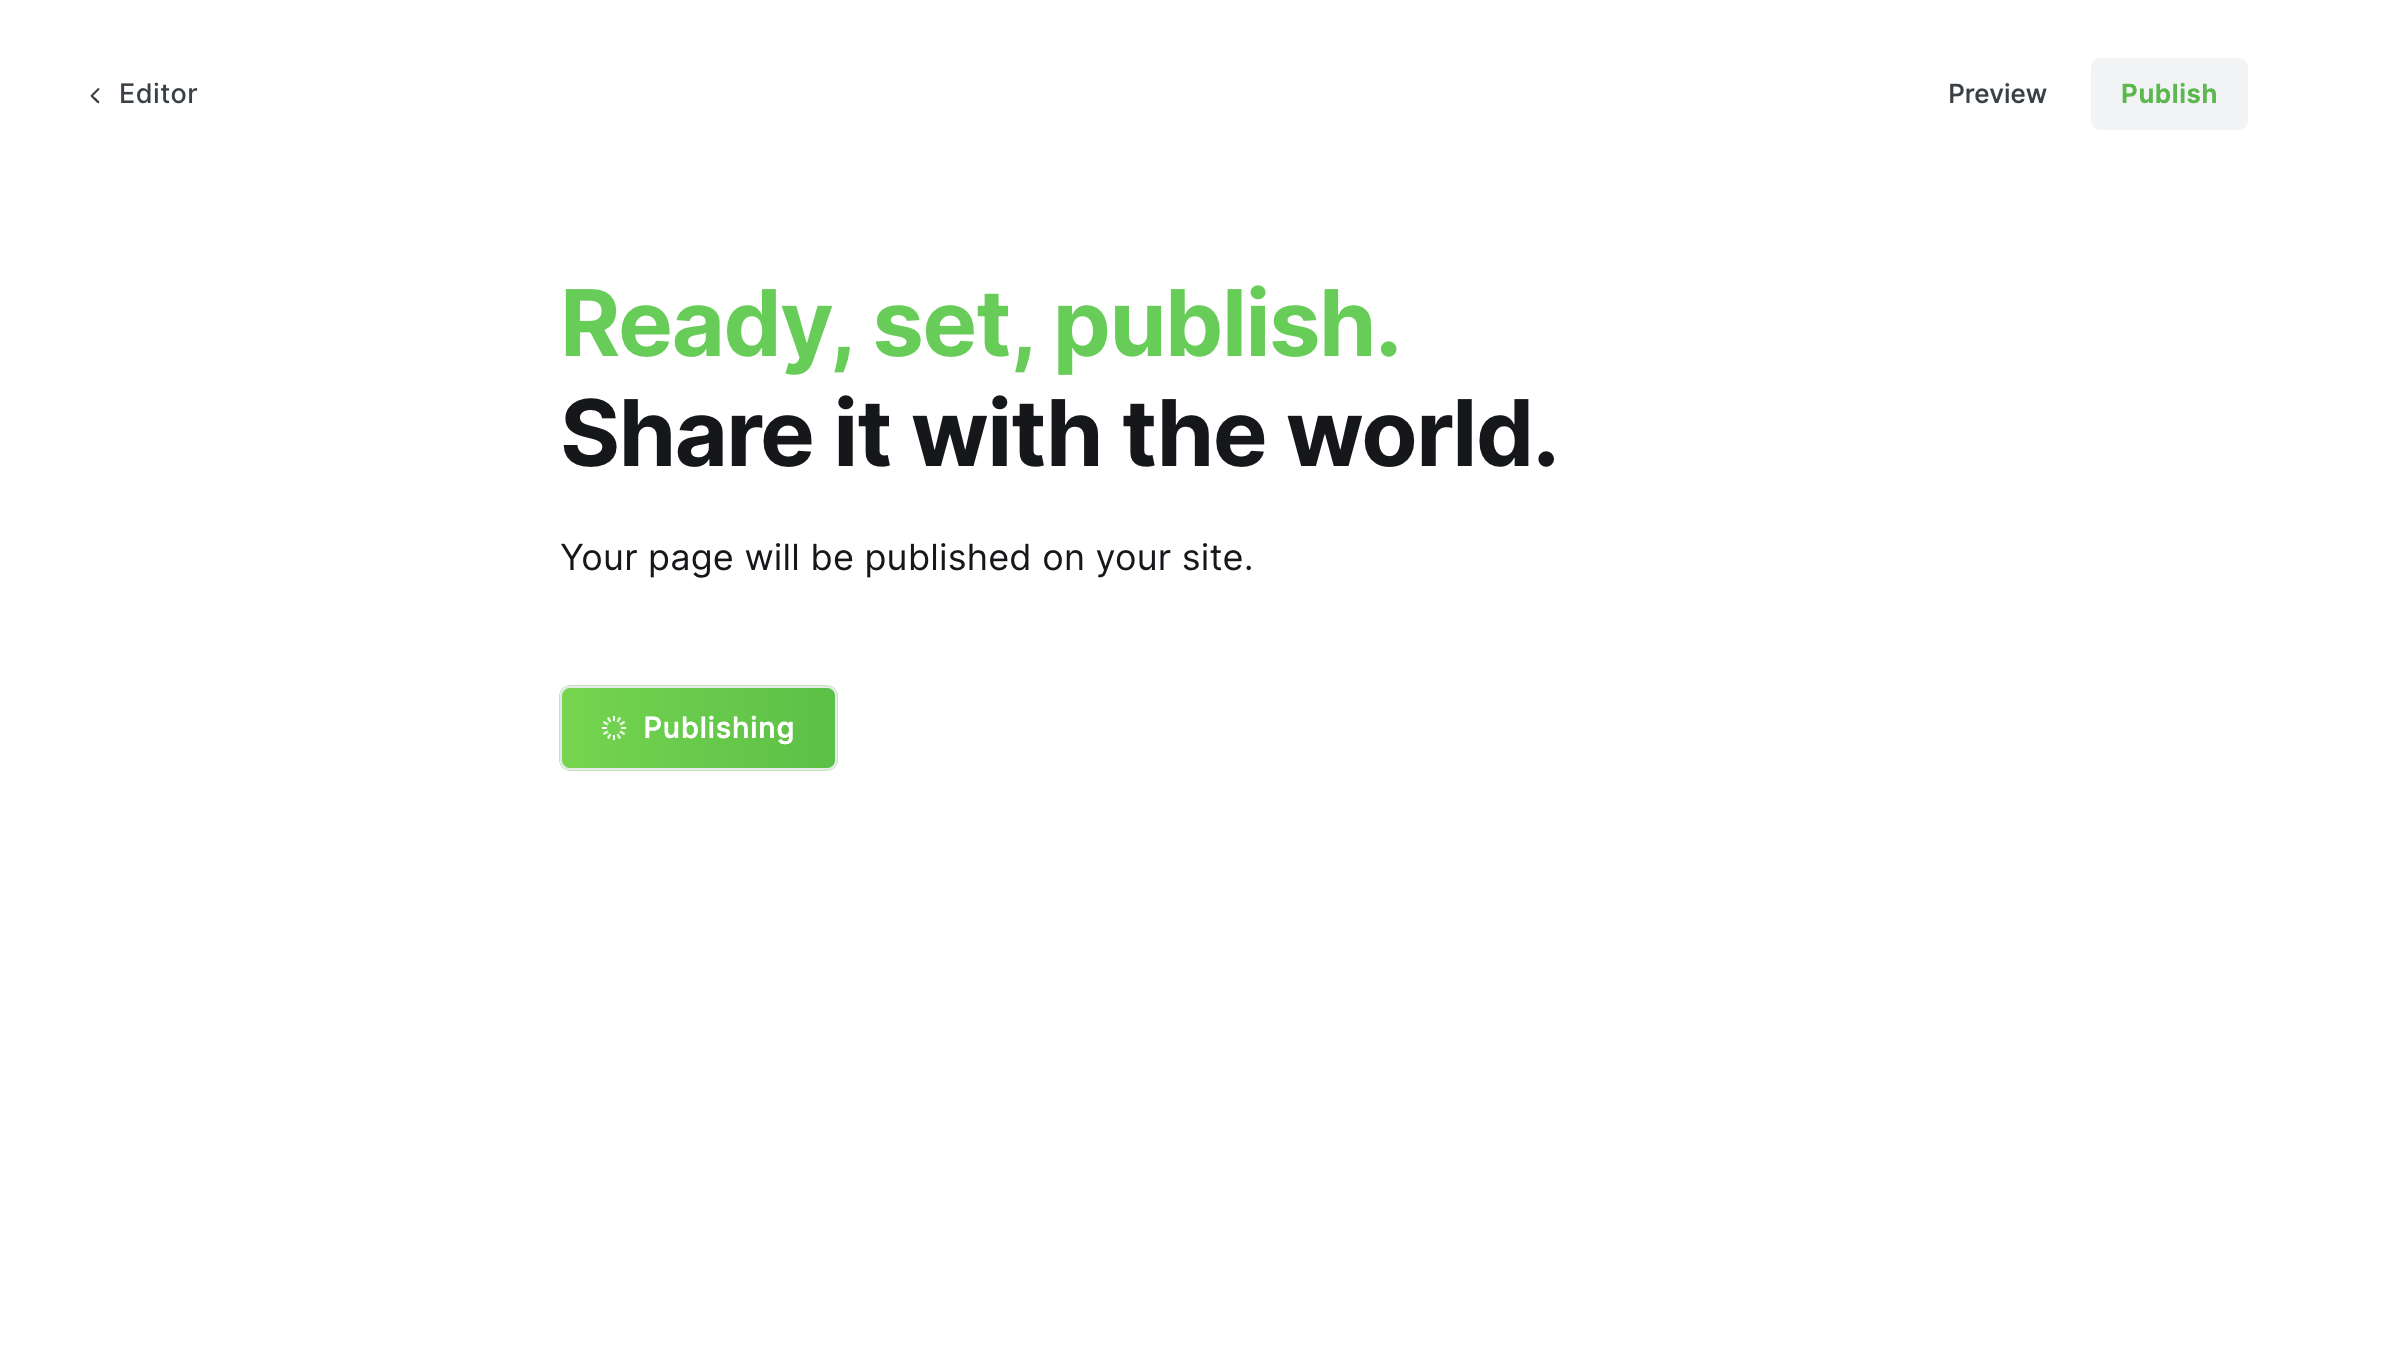 Editor
Preview
Publish
Ready, set, publish.
Share it with the world.
Your page will be published on your site.
Publishing